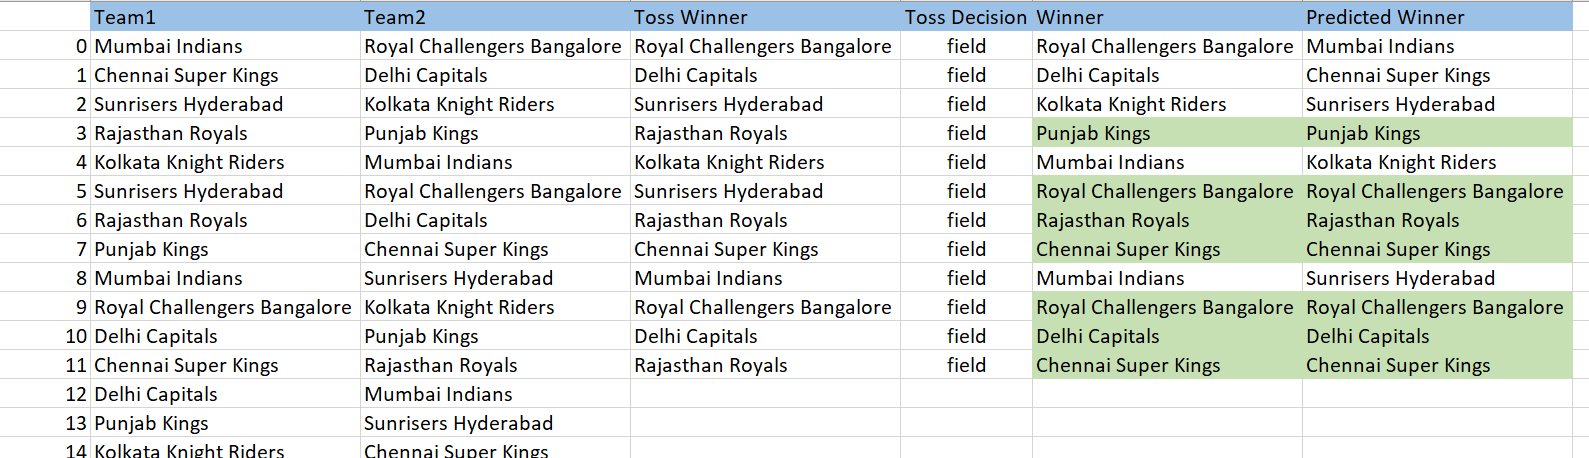 Team1 Team2 Toss Winner Toss Decision Winner Predicted Winner
0 Mumbai Indians Royal Challengers Bangalore Royal Challengers Bangalore field Royal Challengers Bangalore Mumbai Indians
1 Chennai Super Kings Delhi Capitals Delhi Capitals field Delhi Capitals Chennai Super Kings
2 Sunrisers Hyderabad Kolkata Knight Riders Sunrisers Hyderabad field Kolkata Knight Riders Sunrisers Hyderabad
3 Rajasthan Royals Punjab Kings Rajasthan Royals field Punjab Kings Punjab Kings
4 Kolkata Knight Riders Mumbai Indians Kolkata Knight Riders field Mumbai Indians Kolkata Knight Riders
5 Sunrisers Hyderabad Royal Challengers Bangalore Sunrisers Hyderabad field Royal Challengers Bangalore Royal Challengers Bangalore
6 Rajasthan Royals Delhi Capitals Rajasthan Royals field Rajasthan Royals Rajasthan Royals
7 Punjab Kings Chennai Super Kings Chennai Super Kings field Chennai Super Kings Chennai Super Kings
8 Mumbai Indians Sunrisers Hyderabad Mumbai Indians field Mumbai Indians Sunrisers Hyderabad
9 Royal Challengers Bangalore Kolkata Knight Riders Royal Challengers Bangalore field Royal Challengers Bangalore Royal Challengers Bangalore
10 Delhi Capitals Punjab Kings Delhi Capitals field Delhi Capitals Delhi Capitals
11 Chennai Super Kings Rajasthan Royals Rajasthan Royals field Chennai Super Kings Chennai Super Kings
12 Delhi Capitals Mumbai Indians
13 Punjab Kings Sunrisers Hyderabad
14 Kolkata Knight Riders Chennai Super Kings